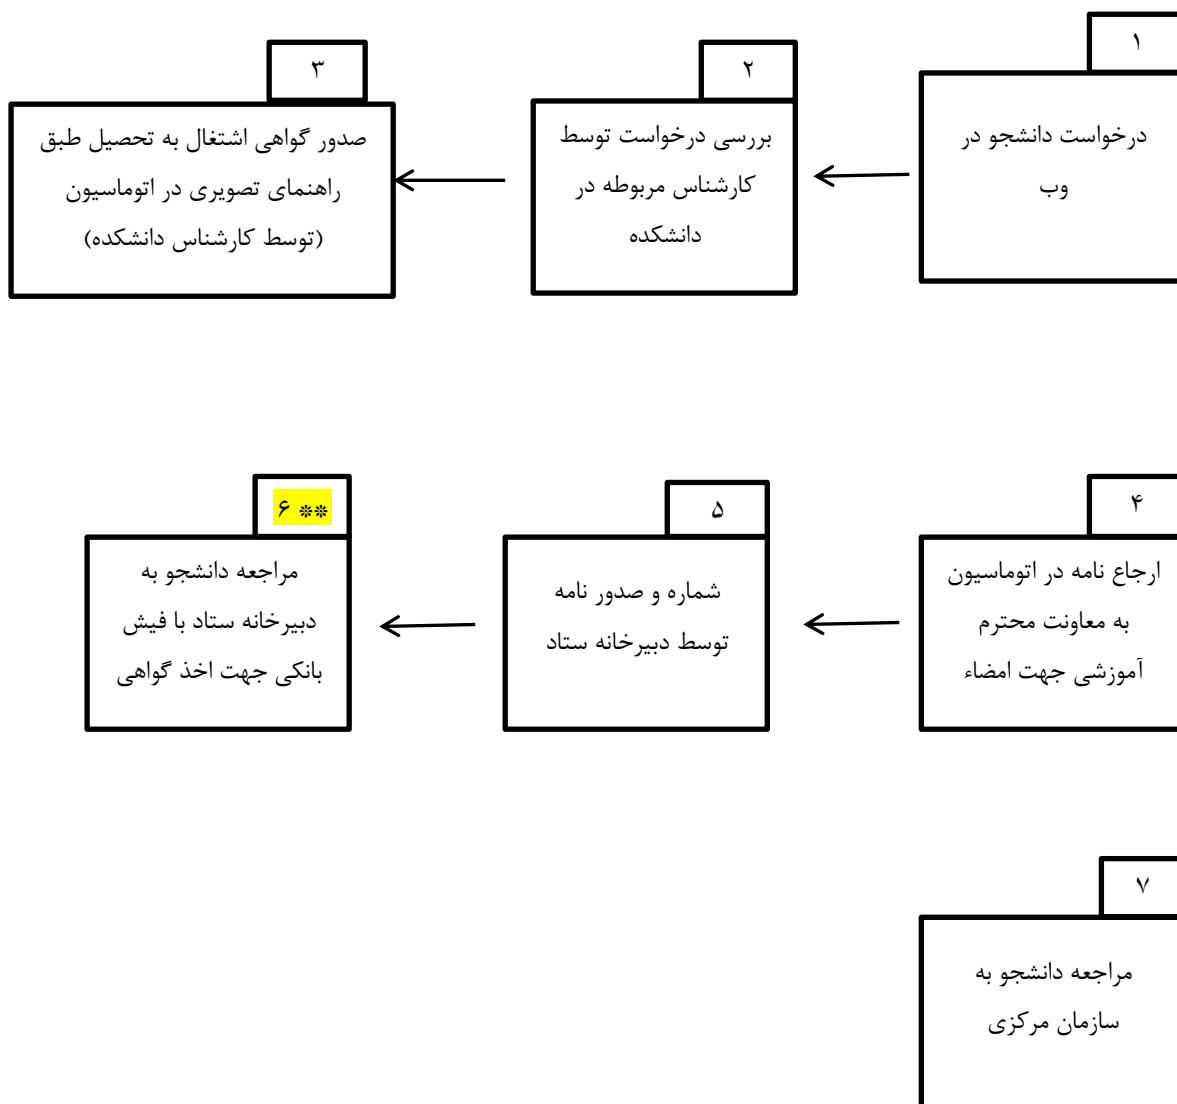 ۱
درخواست دانشجو در
وب
۲
بررسی درخواست توسط
کارشناس مربوطه در
دانشکده
۳
صدور گواهی اشتغال به تحصیل طبق
راهنمای تصویری در اتوماسیون
(توسط کارشناس دانشکده)
۴
ارجاع نامه در اتوماسیون
به معاونت محترم
آموزشی جهت امضاء
۵
شماره و صدور نامه
توسط دبیرخانه ستاد
** ۶
مراجعه دانشجو به
دبیرخانه ستاد با فیش
بانکی جهت اخذ گواهی
۷
مراجعه دانشجو به
سازمان مرکزی